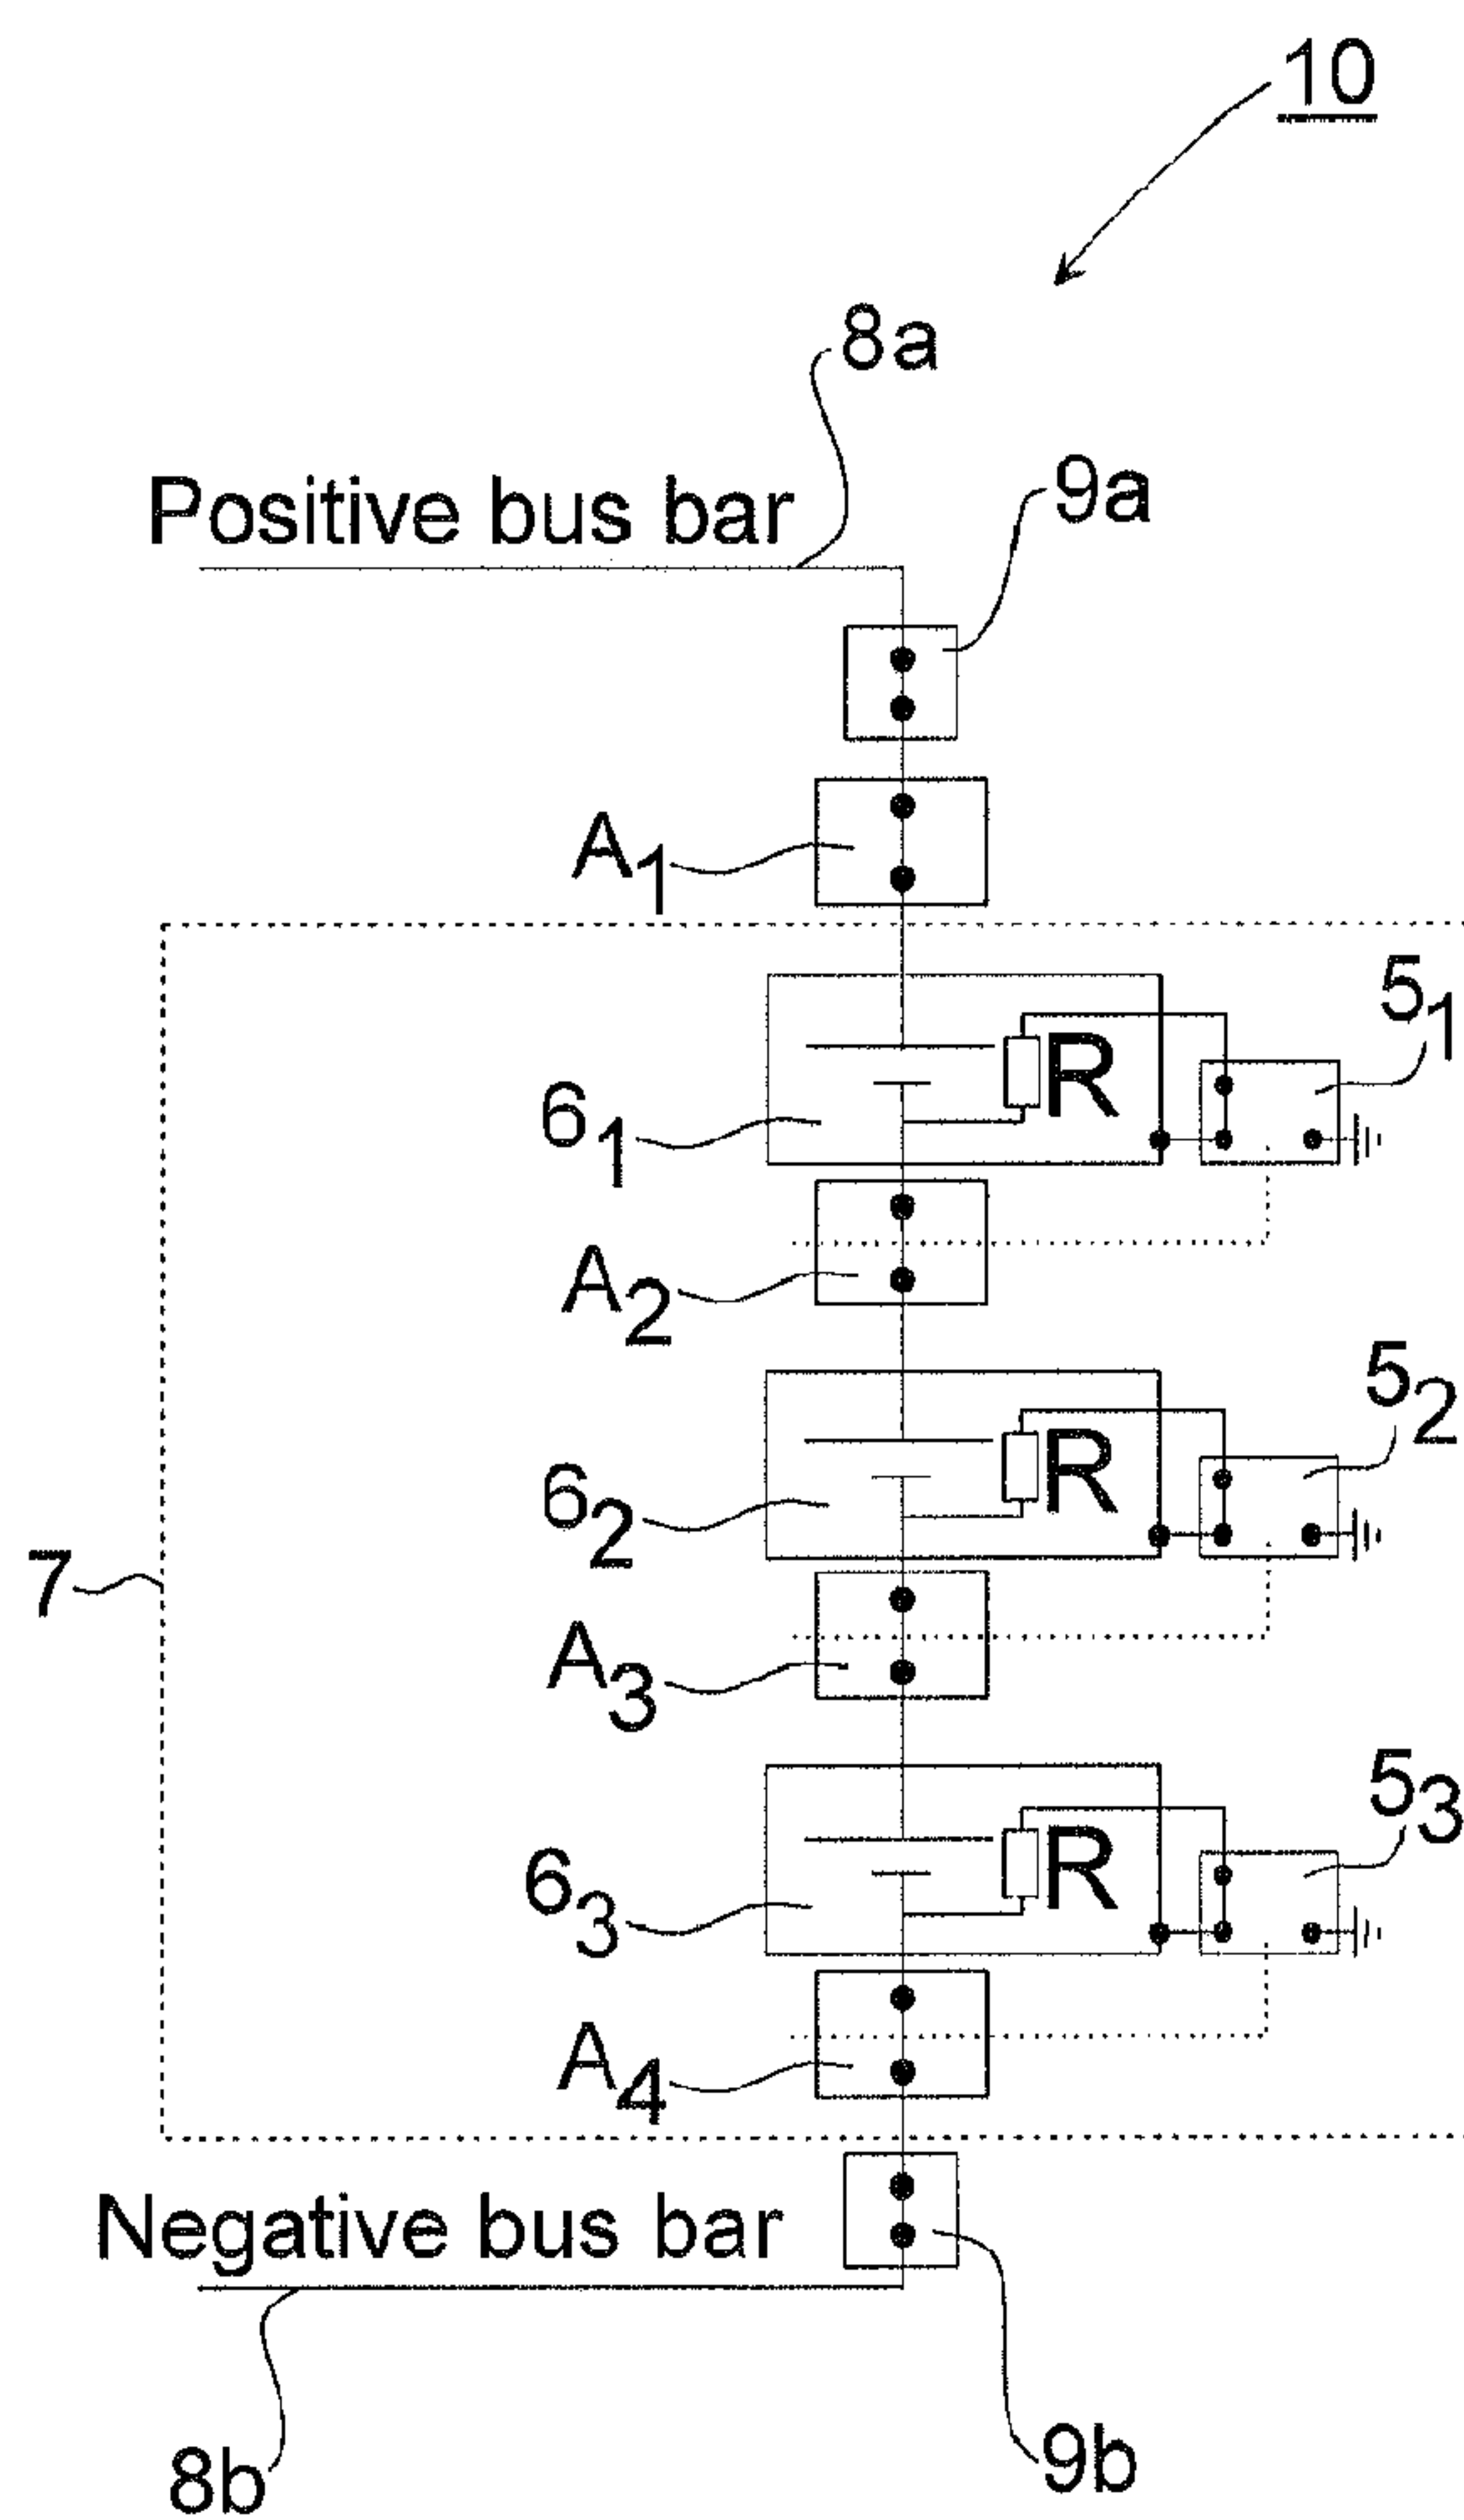 10
8a
Positive bus bar
9a
A1
51
R
61
A2
52
R
62
7
A3
53
R
63
A4
Negative bus bar
8b
9b